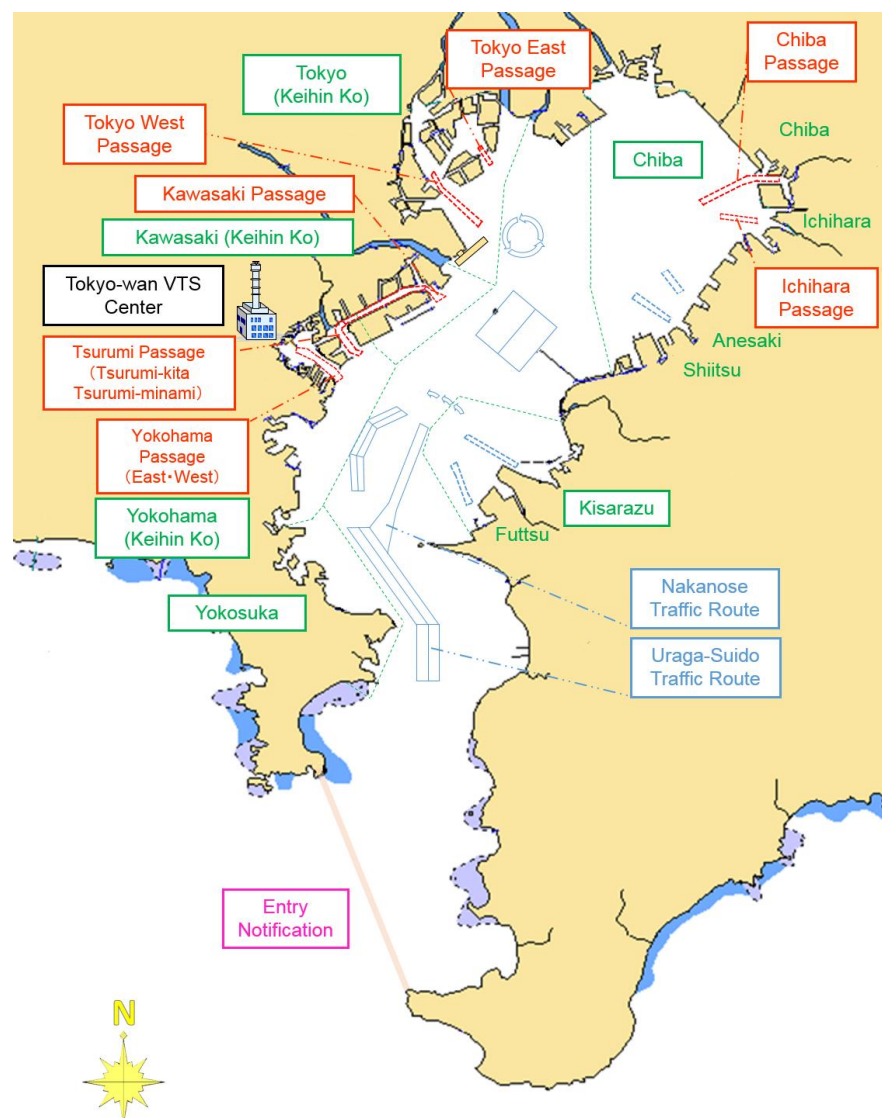 Tokyo
(Keihin Ko)
Tokyo East
Passage
Chiba
Passage
Tokyo West
Passage
Chiba
Chiba
Kawasaki Passage
Kawasaki (Keihin Ko)
Ichihara
Tokyo-wan VTS
Center
Ichihara
Passage
Anesaki
Shiitsu
Tsurumi Passage
（Tsurumi-kita
Tsurumi-minami）
Yokohama
Passage
（East・West）
Yokohama
(Keihin Ko)
Kisarazu
Futtsu
Nakanose
Traffic Route
Yokosuka
Uraga-Suido
Traffic Route
Entry
Notification
N